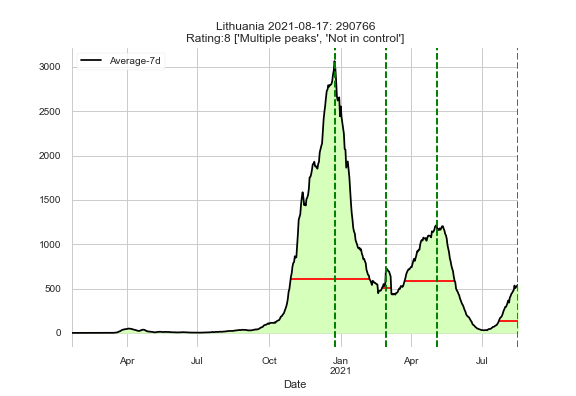 Lithuania 2021-08-17: 290766
Rating:8 ['Multiple peaks', 'Not in control']
Average-7d
3000
2500
2000
1500
1000
500
0
Apr
Jul
Oct
Jan
2021
Apr
Jul
Date